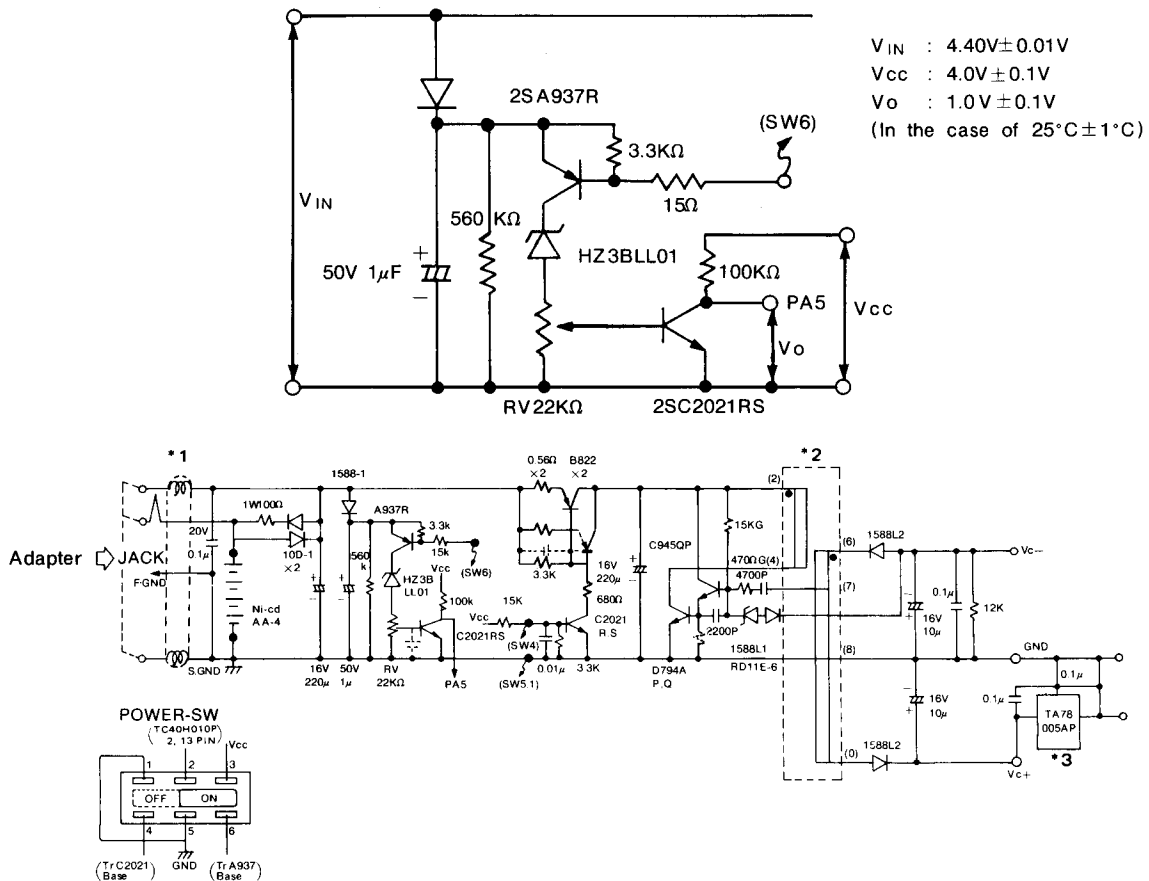 VIN : 4.40V±0.01V
Vcc : 4.0V±0.1V
Vo : 1.0V±0.1V
(In the case of 25°C±1°C)
2SA937R
(SW6)
3.3KΩ
15Ω
VIN
560 KΩ
50V 1μF
+
−
HZ3BLL01
100KΩ
PA5
Vcc
Vo
RV22KΩ
2SC2021RS
*1
*2
1588-1
0.56Ω
×2
B822
×2
(2)
1W100Ω
A937R
3.3k
15k
(SW6)
15KG
C945QP
20V
0.1μ
10D-1
×2
560
k
Adapter
JACK
F·GND
HZ3B
LL01
Vcc
100k
3.3K
16V
220μ
470ΩG(4)
4700P
(6)
1588L2
Vc−
(7)
0.1μ
12K
Ni-cd
AA-4
15K
Vcc
C2021RS
(SW4)
680Ω
C2021
R S
2200P
16V
10μ
S.GND
16V
220μ
50V
1μ
RV
22KΩ
PA5
(SW5.1)
0.01μ
3.3K
D794A
P,Q
1588L1
RD11E-6
(8)
GND
0.1μ
16V
10μ
0.1μ
TA78
005AP
*3
(0)
1588L2
Vc+
POWER-SW
(TC40H010P)
2, 13 PIN
Vcc
1 2 3
OFF ON
4 5 6
(TrC2021)
Base
GND
(TrA937)
Base